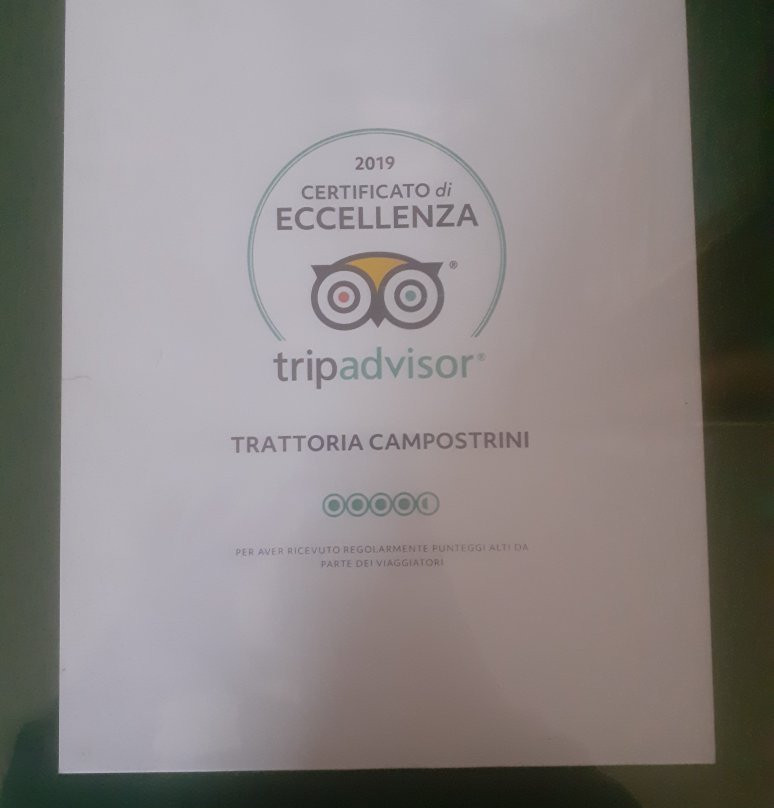 2019
CERTIFICATO di
ECCELLENZA
®
tripadvisor®
TRATTORIA CAMPOSTRINI
PER AVER RICEVUTO REGOLARMENTE PUNTEGGI ALTI DA
PARTE DEI VIAGGIATORI